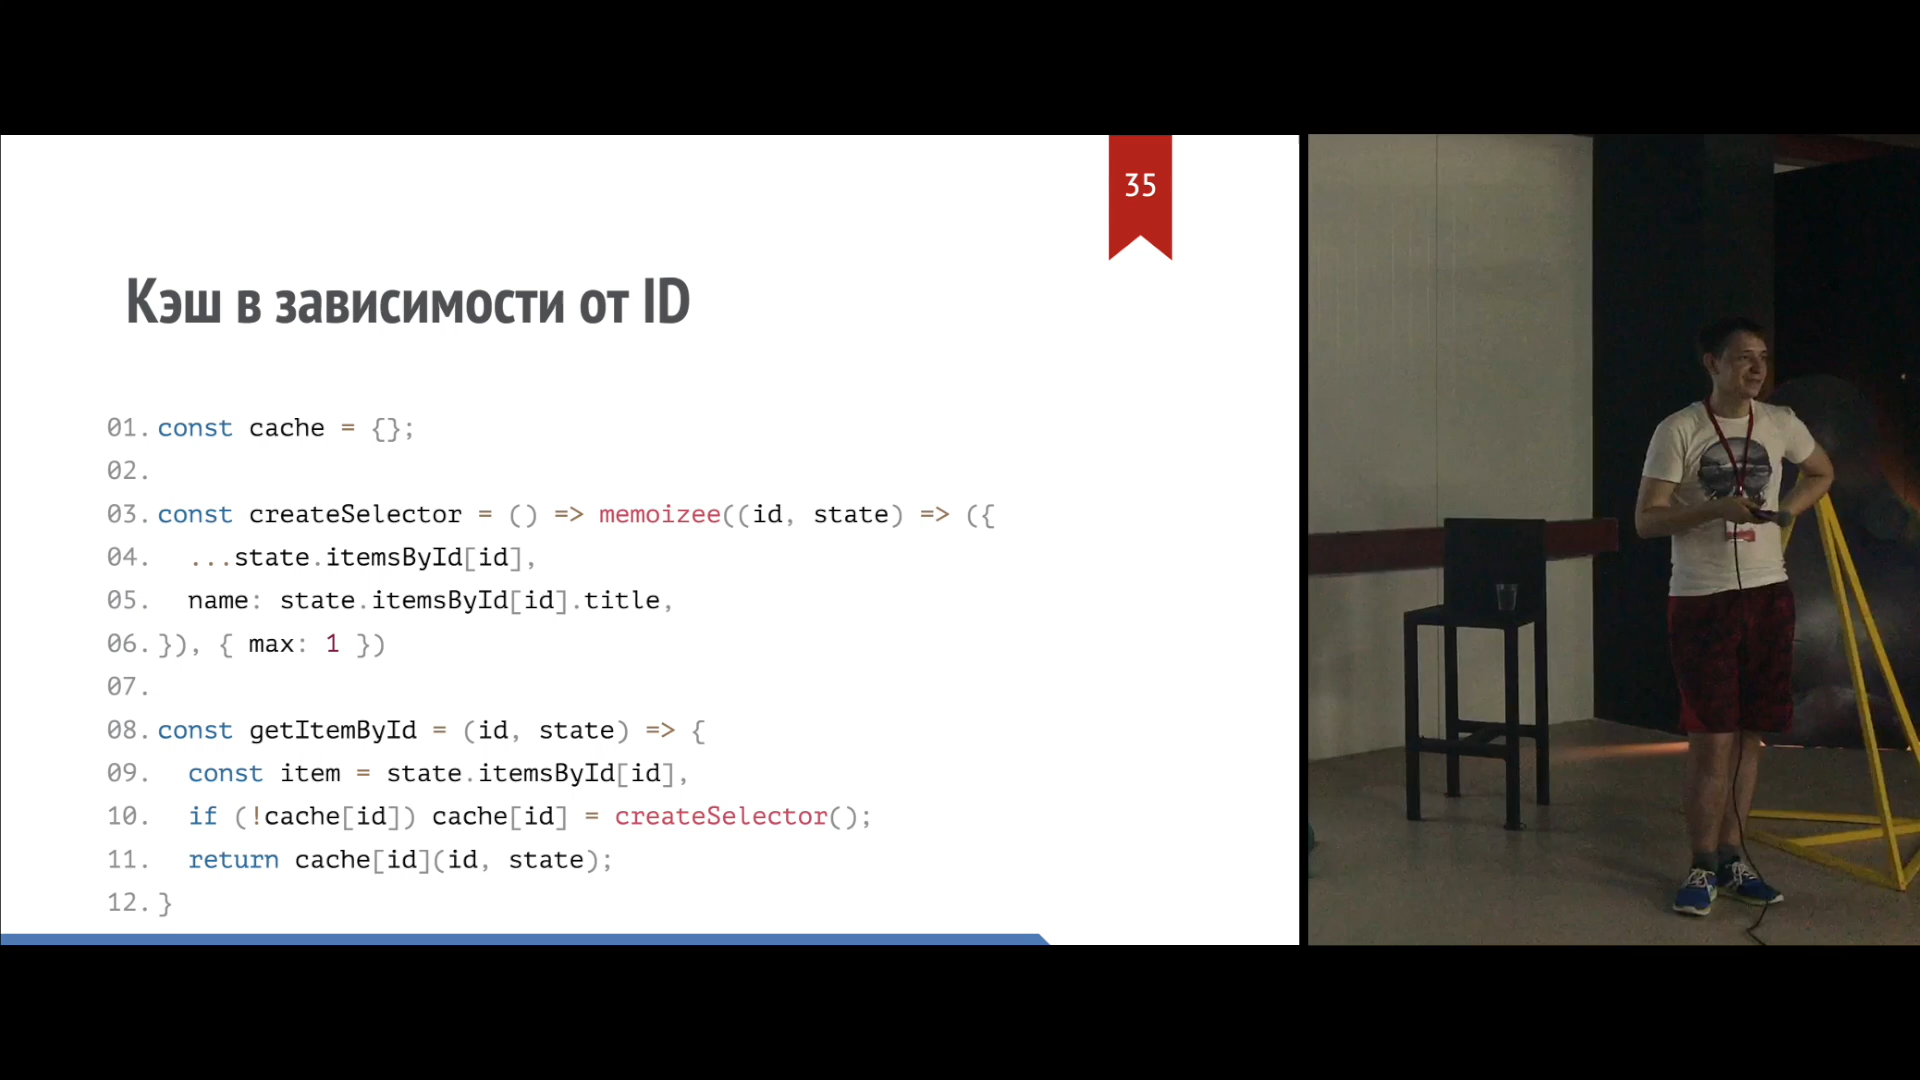 35
Кэш в зависимости от ID
01. const cache = {};
02.
03. const createSelector = () => memoizee((id, state) => ({
04.   ...state.itemsById[id],
05.   name: state.itemsById[id].title,
06. }), { max: 1 })
07.
08. const getItemById = (id, state) => {
09.   const item = state.itemsById[id],
10.   if (!cache[id]) cache[id] = createSelector();
11.   return cache[id](id, state);
12. }